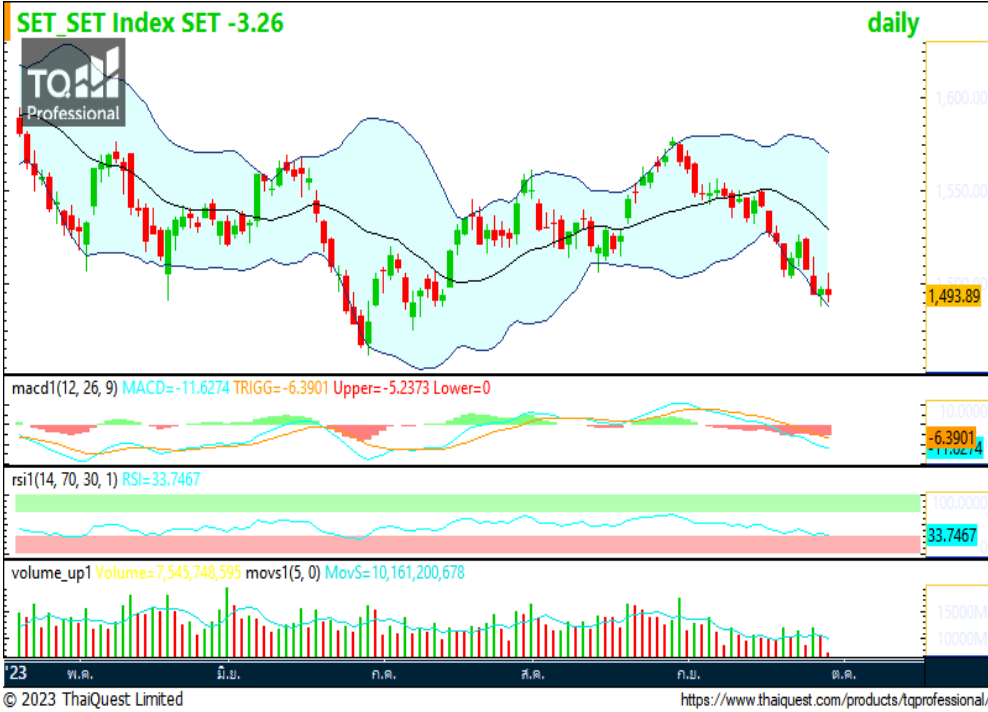 SET_SET Index SET -3.26
daily
TQ
Professional
1,600.00
1,550.00
1,493.89
macd1(12, 26, 9) MACD=-11.6274 TRIGG=-6.3901 Upper=-5.2373 Lower=0
10.0000
-6.3901
-11.6274
rsi1(14, 70, 30, 1) RSI=33.7467
100.0000
33.7467
volume_up1 Volume=7,545,748,595 movs1(5, 0) MovS=10,161,200,678
15000M
10000M
'23 พ.ค. มิ.ย. ก.ค. ส.ค. ก.ย. ต.ค.
© 2023 ThaiQuest Limited
https://www.thaiquest.com/products/tqprofessional/